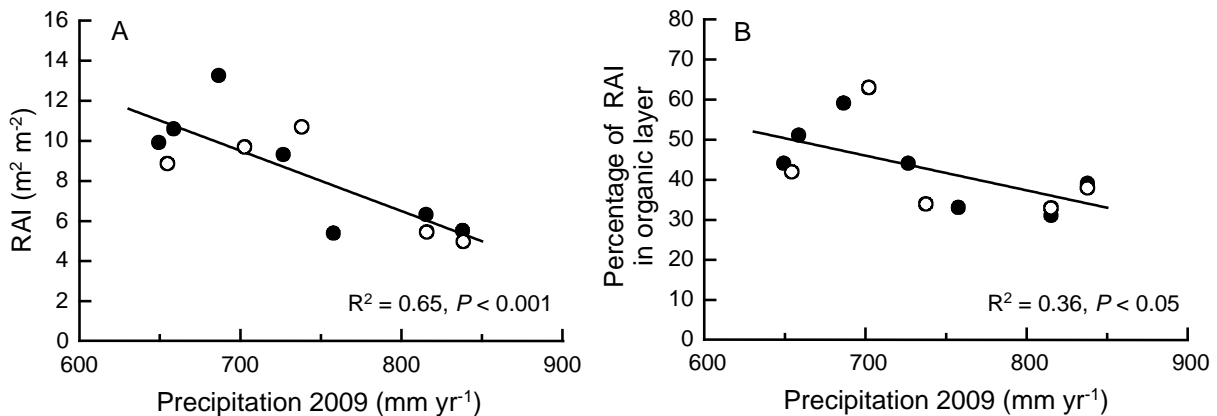 A
16
14
12
10
8
6
4
2
0
RAI (m² m⁻²)
R² = 0.65, P < 0.001
600
700
800
900
Precipitation 2009 (mm yr⁻¹)
B
80
70
60
50
40
30
20
10
0
Percentage of RAI
in organic layer
R² = 0.36, P < 0.05
600
700
800
900
Precipitation 2009 (mm yr⁻¹)